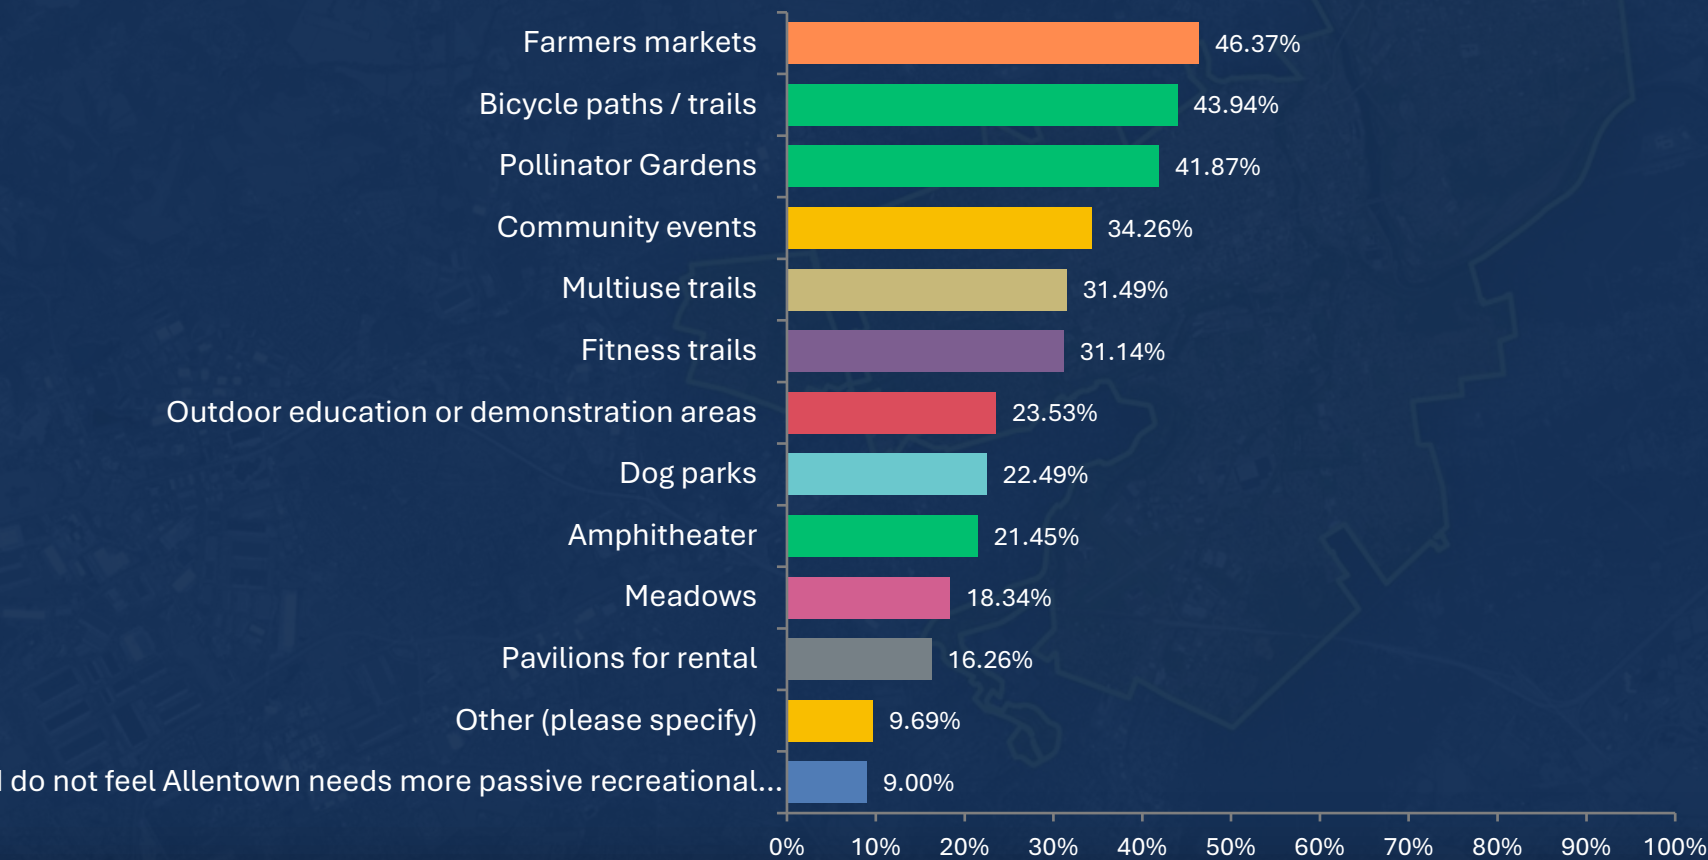 Farmers markets 46.37%
Bicycle paths / trails 43.94%
Pollinator Gardens 41.87%
Community events 34.26%
Multiuse trails 31.49%
Fitness trails 31.14%
Outdoor education or demonstration areas 23.53%
Dog parks 22.49%
Amphitheater 21.45%
Meadows 18.34%
Pavilions for rental 16.26%
Other (please specify) 9.69%
I do not feel Allentown needs more passive recreational... 9.00%
0% 10% 20% 30% 40% 50% 60% 70% 80% 90% 100%